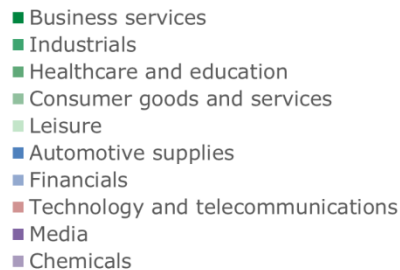 Business services
Industrials
Healthcare and education
Consumer goods and services
Leisure
Automotive supplies
Financials
Technology and telecommunications
Media
Chemicals